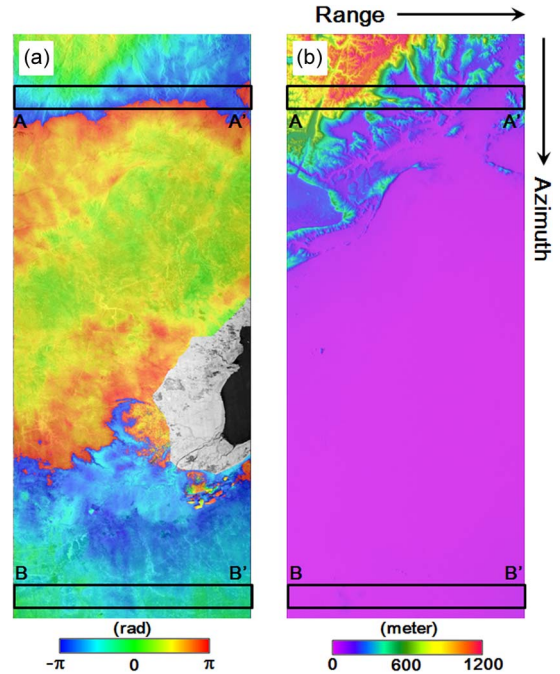 Range
(a)
(b)
A A'
A A'
Azimuth
B B'
B B'
(rad)
(meter)
-π 0 π
0 600 1200